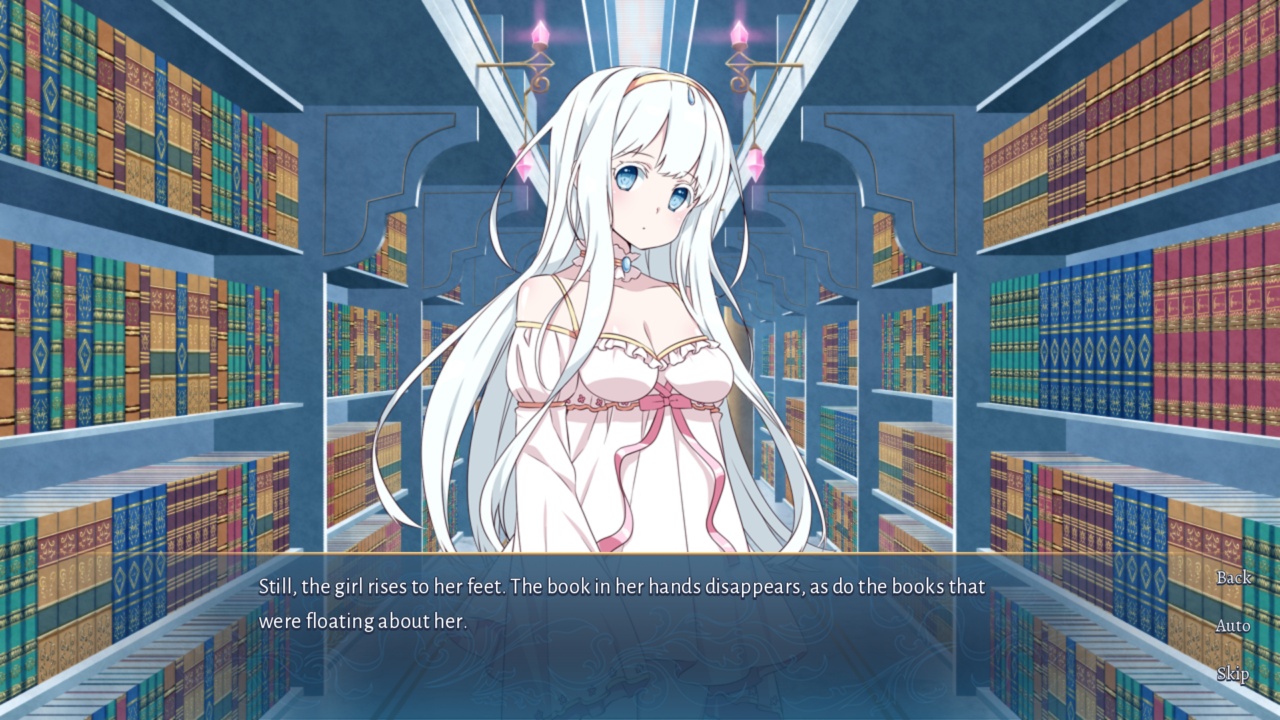 Still, the girl rises to her feet. The book in her hands disappears, as do the books that
were floating about her.
Back
Auto
Skip